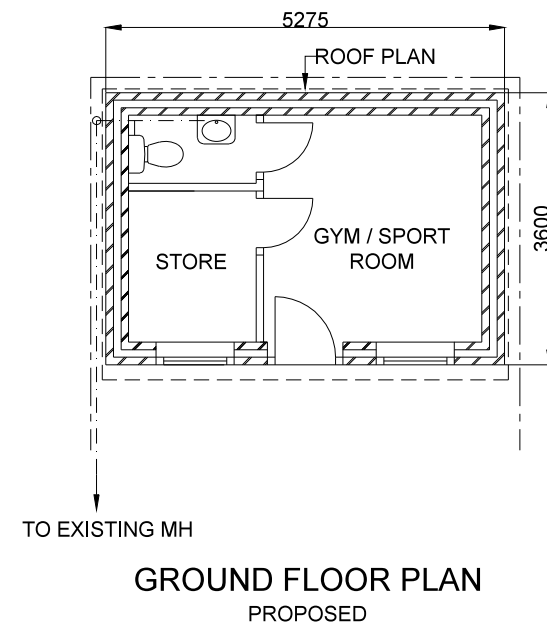 5275
ROOF PLAN
3600
GYM / SPORT
ROOM
STORE
TO EXISTING MH
GROUND FLOOR PLAN
PROPOSED